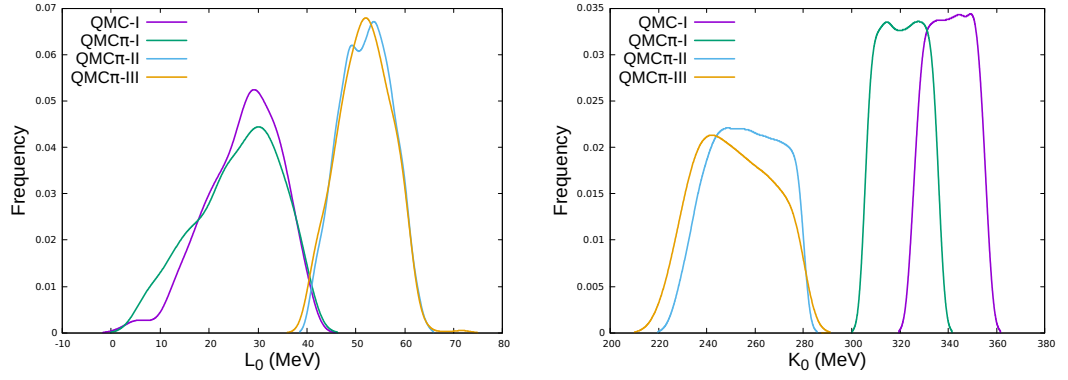 0.07
0.06
0.05
0.04
0.03
0.02
0.01
0
Frequency
QMC-I
QMCπ-I
QMCπ-II
QMCπ-III
-10 0 10 20 30 40 50 60 70 80
L₀ (MeV)
0.035
0.03
0.025
0.02
0.015
0.01
0.005
0
Frequency
QMC-I
QMCπ-I
QMCπ-II
QMCπ-III
200 220 240 260 280 300 320 340 360 380
K₀ (MeV)